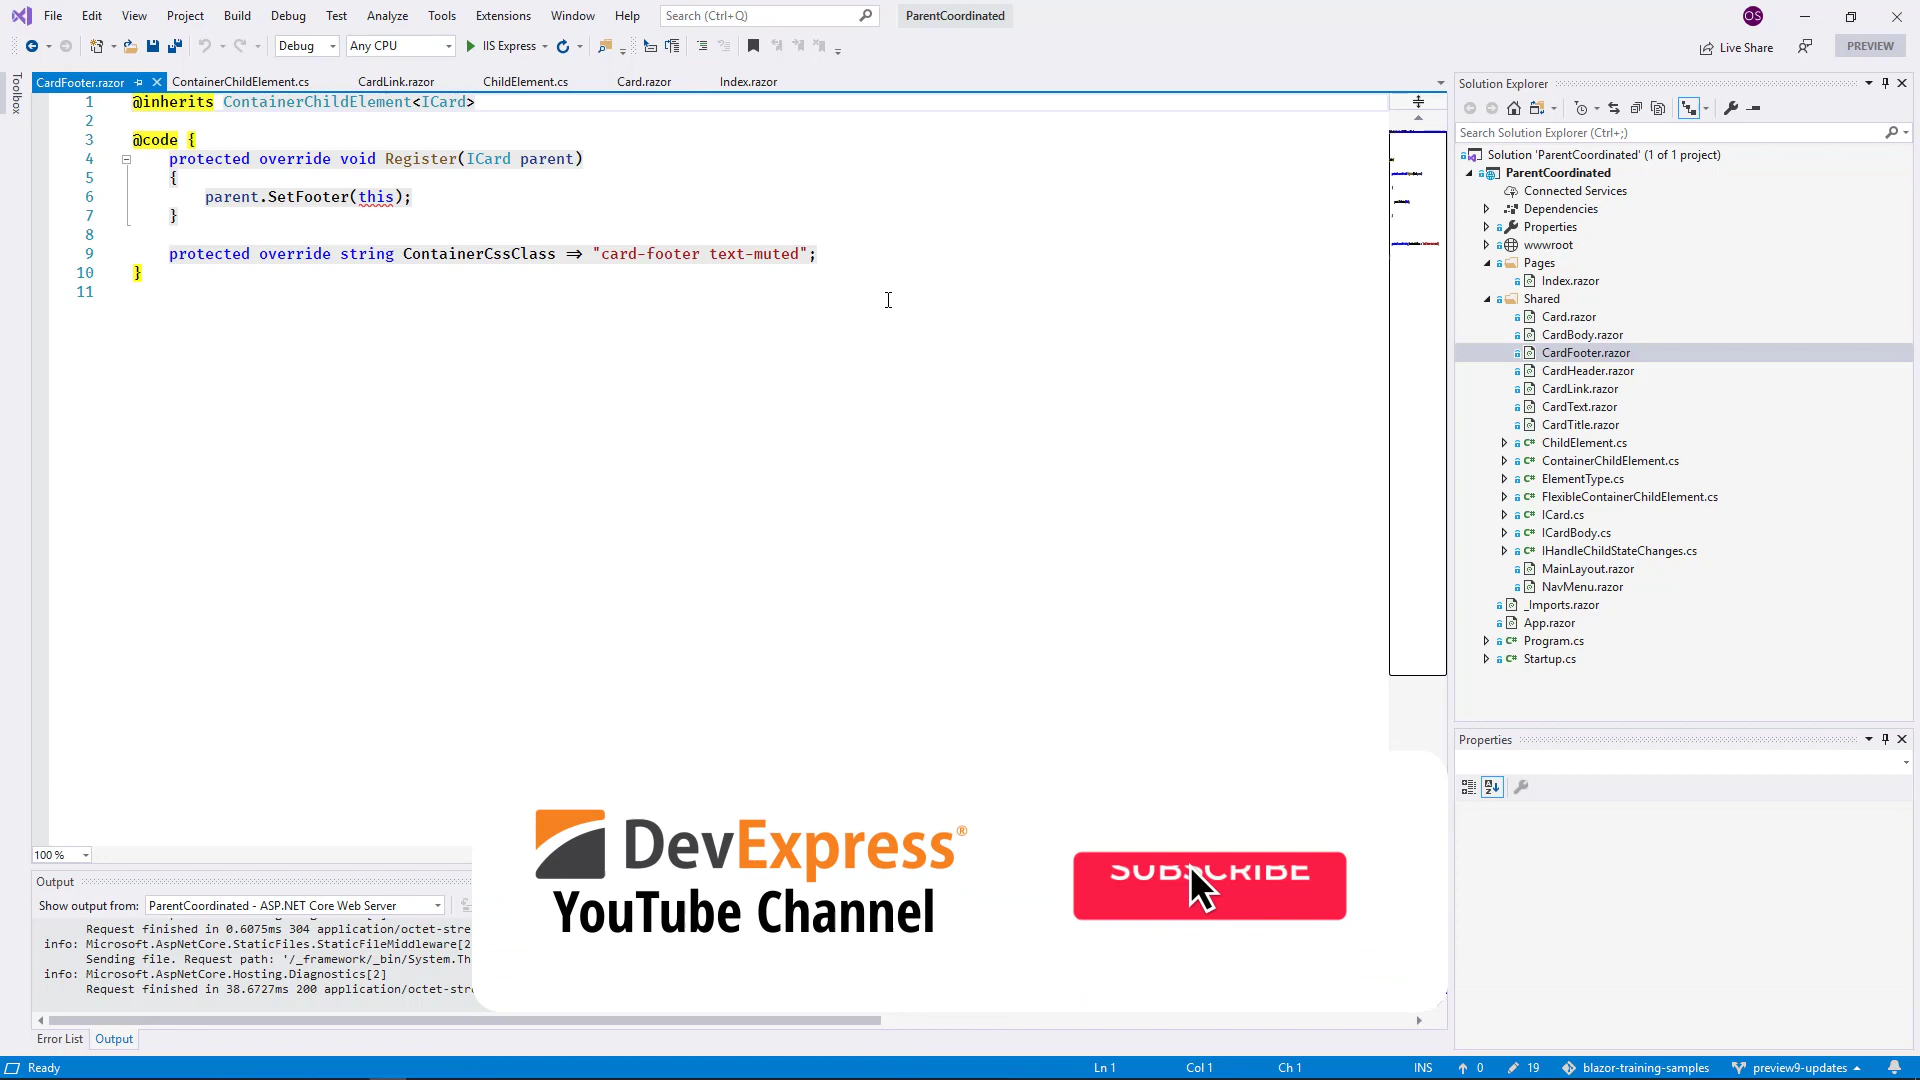 File Edit View Project Build Debug Test Analyze Tools Extensions Window Help Search (Ctrl+Q) ParentCoordinated OS
Debug Any CPU IIS Express Live Share PREVIEW
Toolbox
CardFooter.razor ContainerChildElement.cs CardLink.razor ChildElement.cs Card.razor Index.razor
1 @inherits ContainerChildElement<ICard>
2
3 @code {
4 protected override void Register(ICard parent)
5 {
6 parent.SetFooter(this);
7 }
8
9 protected override string ContainerCssClass => "card-footer text-muted";
10 }
11
100 %
Output
Show output from: ParentCoordinated - ASP.NET Core Web Server
Request finished in 0.6075ms 304 application/octet-stre
info: Microsoft.AspNetCore.StaticFiles.StaticFileMiddleware[2
Sending file. Request path: '/_framework/_bin/System.Th
info: Microsoft.AspNetCore.Hosting.Diagnostics[2]
Request finished in 38.6727ms 200 application/octet-str
Error List Output
DevExpress®
YouTube Channel
SUBSCRIBE
Solution Explorer
Search Solution Explorer (Ctrl+;)
Solution 'ParentCoordinated' (1 of 1 project)
ParentCoordinated
Connected Services
Dependencies
Properties
wwwroot
Pages
Index.razor
Shared
Card.razor
CardBody.razor
CardFooter.razor
CardHeader.razor
CardLink.razor
CardText.razor
CardTitle.razor
ChildElement.cs
ContainerChildElement.cs
ElementType.cs
FlexibleContainerChildElement.cs
ICard.cs
ICardBody.cs
IHandleChildStateChanges.cs
MainLayout.razor
NavMenu.razor
_Imports.razor
App.razor
Program.cs
Startup.cs
Properties
Ready Ln 1 Col 1 Ch 1 INS 0 19 blazor-training-samples preview9-updates